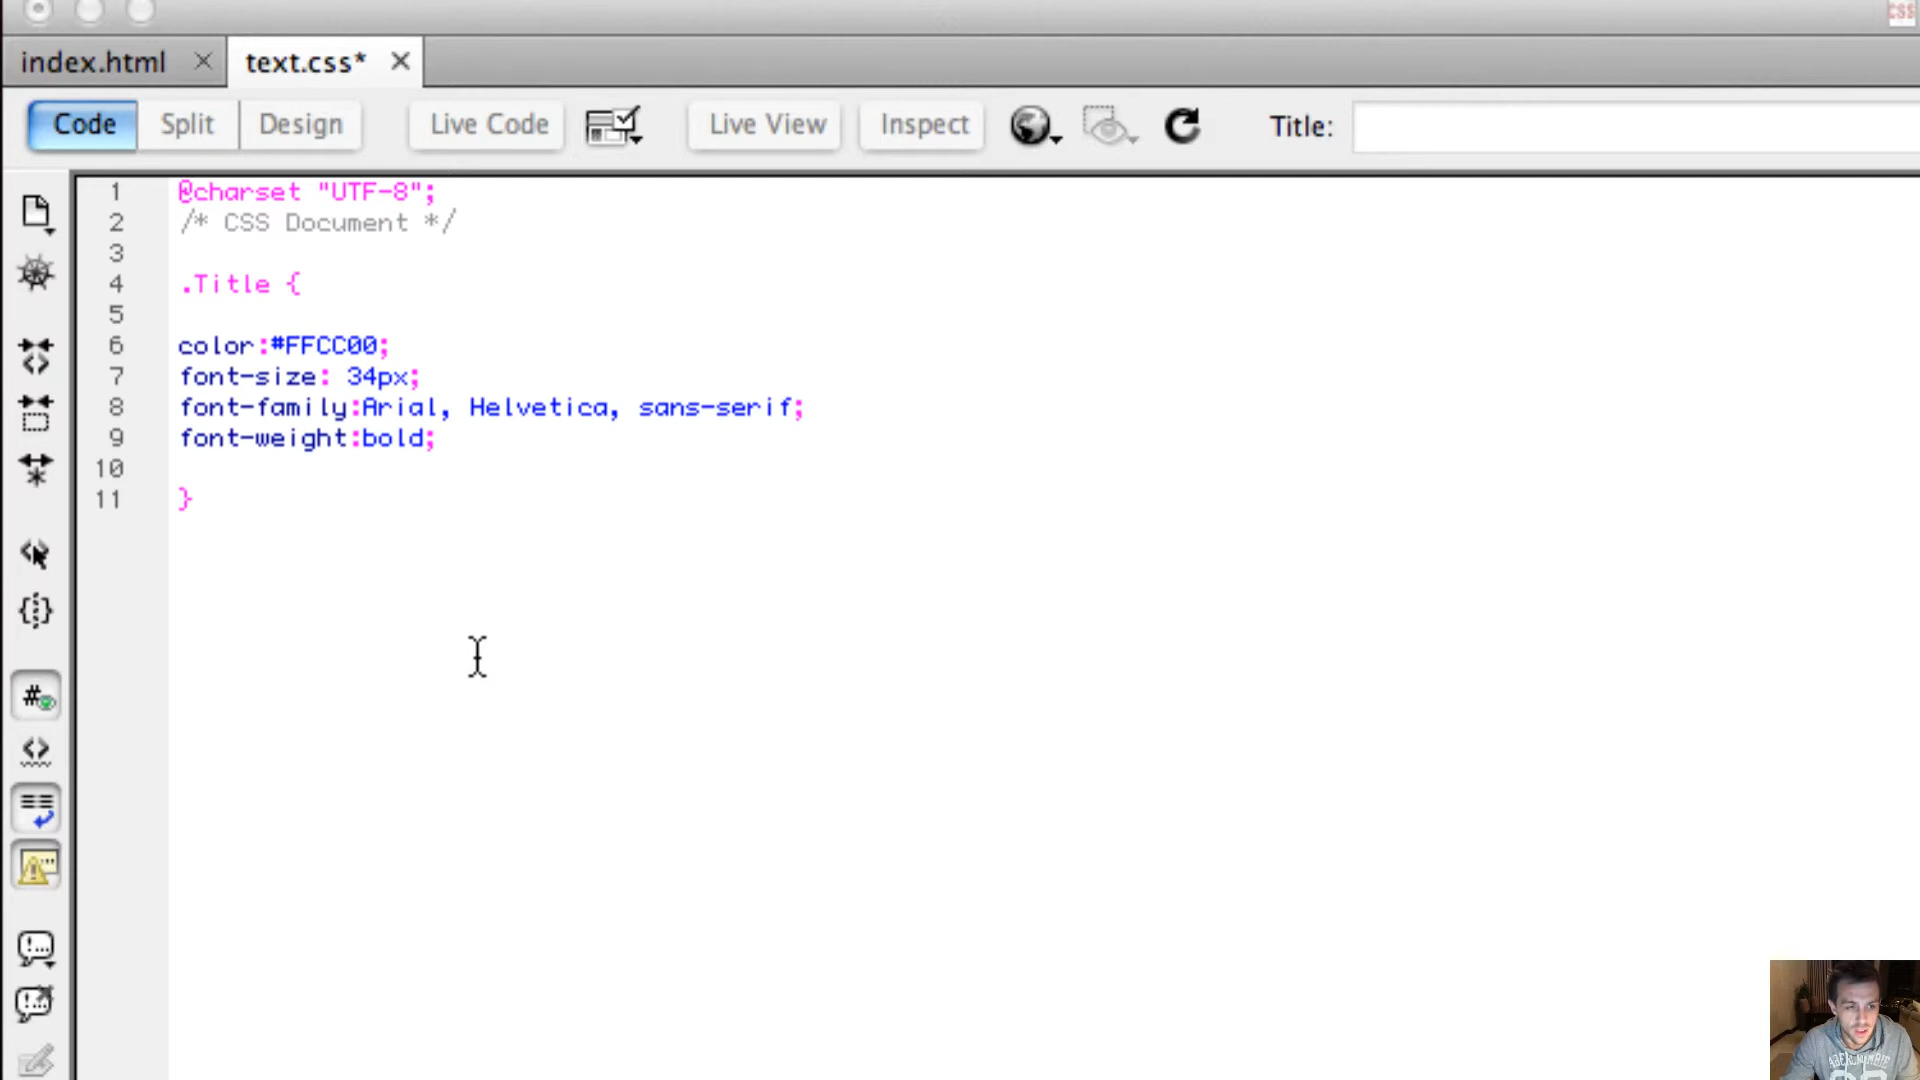 CSS
index.html
text.css*
Code Split Design Live Code Live View Inspect Title:
1 @charset "UTF-8";
2 /* CSS Document */
3
4 .Title {
5
6 color:#FFCC00;
7 font-size: 34px;
8 font-family:Arial, Helvetica, sans-serif;
9 font-weight:bold;
10
11 }